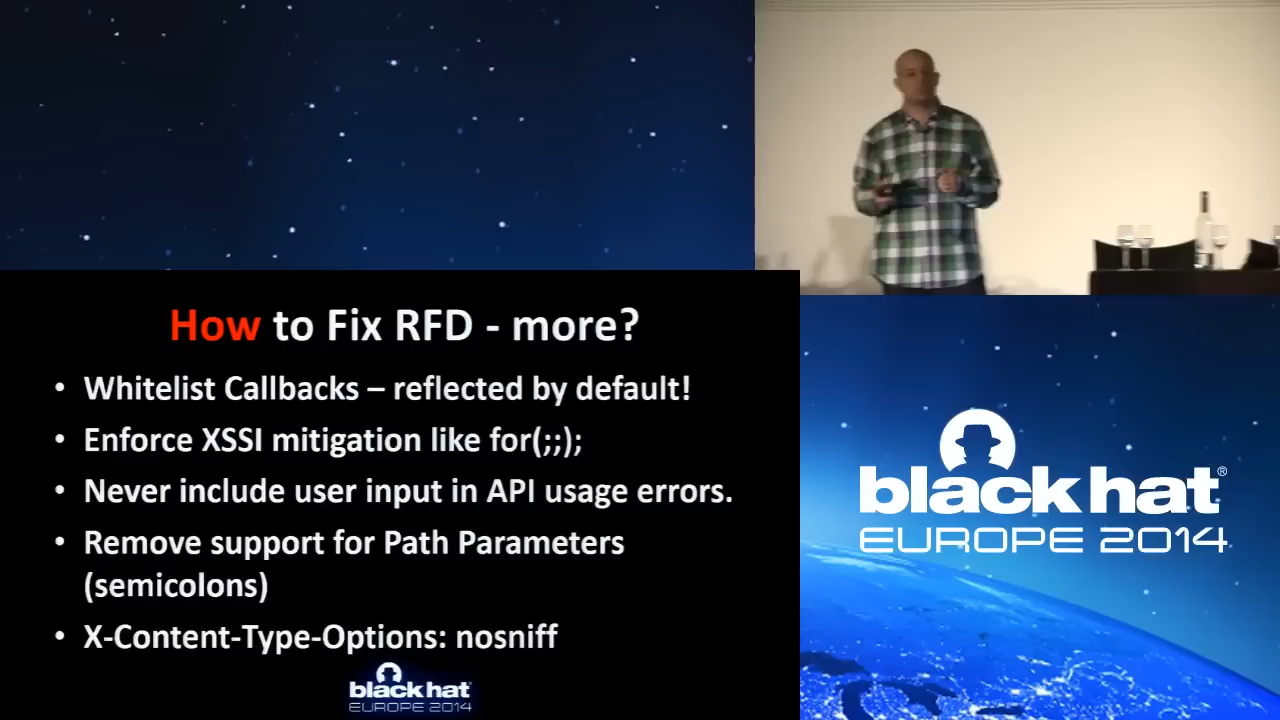 How to Fix RFD - more?
• Whitelist Callbacks – reflected by default!
• Enforce XSSI mitigation like for(;;);
• Never include user input in API usage errors.
• Remove support for Path Parameters
(semicolons)
• X-Content-Type-Options: nosniff
black hat
EUROPE 2014
black hat®
EUROPE 2014